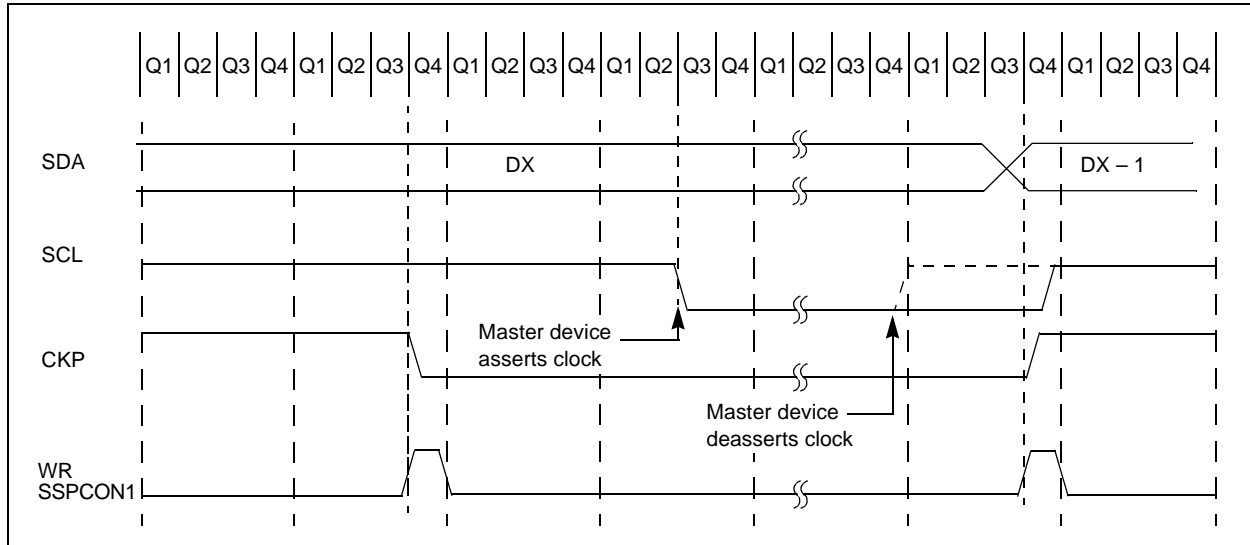 Q1 Q2 Q3 Q4 Q1 Q2 Q3 Q4 Q1 Q2 Q3 Q4 Q1 Q2 Q3 Q4 Q1 Q2 Q3 Q4 Q1 Q2 Q3 Q4 Q1 Q2 Q3 Q4
SDA
DX
DX – 1
SCL
Master device
asserts clock
CKP
Master device
deasserts clock
WR
SSPCON1